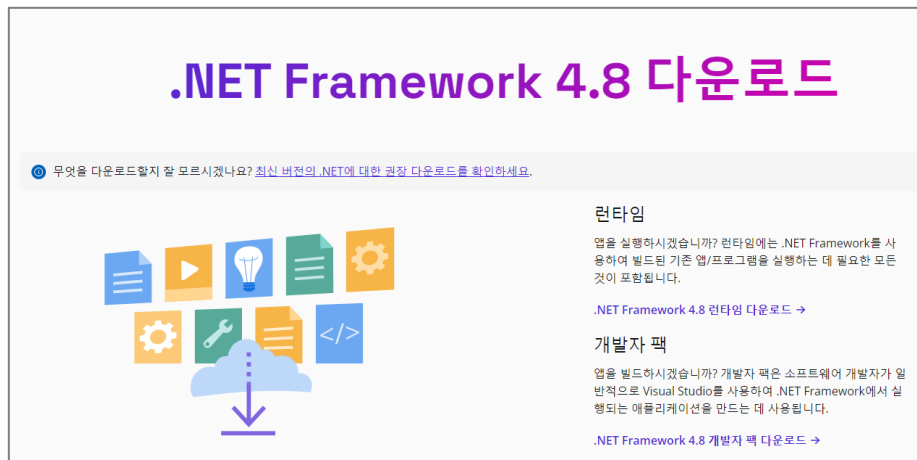 .NET Framework 4.8 다운로드
무엇을 다운로드할지 잘 모르시겠나요? 최신 버전의 .NET에 대한 권장 다운로드를 확인하세요.
런타임
앱을 실행하시겠습니까? 런타임에는 .NET Framework를 사
용하여 빌드된 기존 앱/프로그램을 실행하는 데 필요한 모든
것이 포함됩니다.
.NET Framework 4.8 런타임 다운로드 →
개발자 팩
앱을 빌드하시겠습니까? 개발자 팩은 소프트웨어 개발자가 일
반적으로 Visual Studio를 사용하여 .NET Framework에서 실
행되는 애플리케이션을 만드는 데 사용됩니다.
.NET Framework 4.8 개발자 팩 다운로드 →